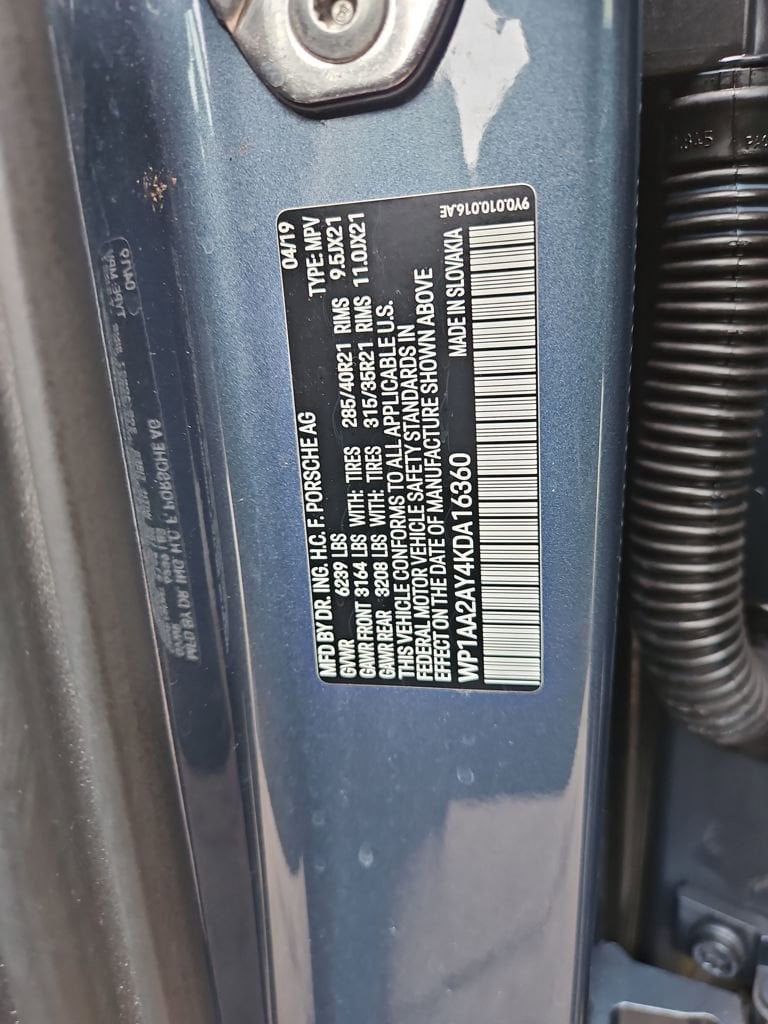 MFD BY DR. ING. H.C. F. PORSCHE AG 04/19
GVWR 6239 LBS TYPE: MPV
GAWR FRONT 3164 LBS WITH: TIRES 285/40R21 RIMS 9.5JX21
GAWR REAR 3208 LBS WITH: TIRES 315/35R21 RIMS 11.0JX21
THIS VEHICLE CONFORMS TO ALL APPLICABLE U.S.
FEDERAL MOTOR VEHICLE SAFETY STANDARDS IN
EFFECT ON THE DATE OF MANUFACTURE SHOWN ABOVE
WP1AA2AY4KDA16360 MADE IN SLOVAKIA
9Y0.010.016.AE